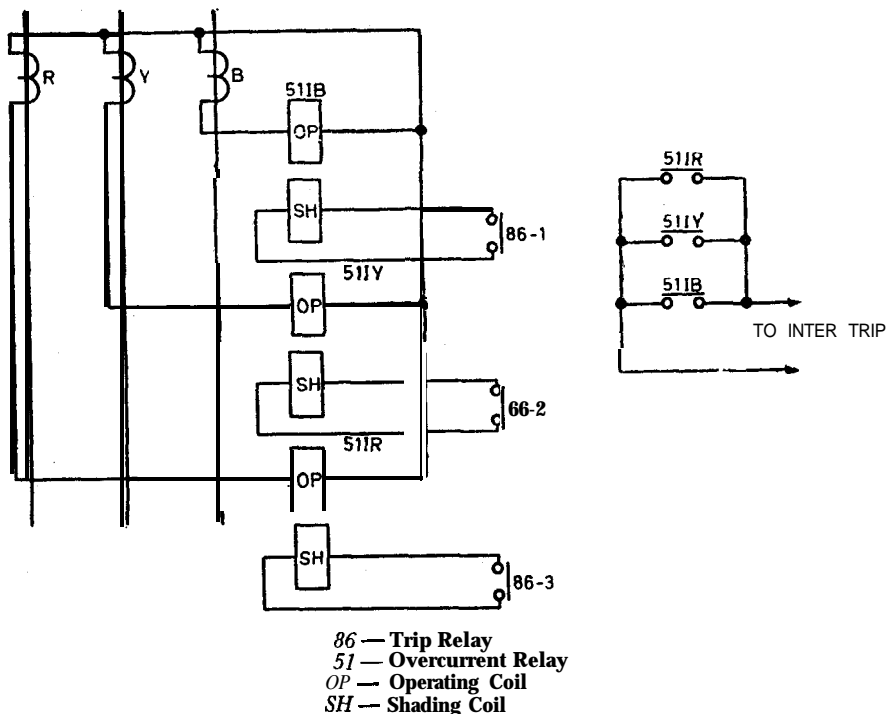 R
Y
B
51IB
OP
SH
86-1
51IY
OP
SH
66-2
51IR
OP
SH
86-3
51IR
51IY
51IB
TO INTER TRIP
86 — Trip Relay
51 — Overcurrent Relay
OP — Operating Coil
SH — Shading Coil